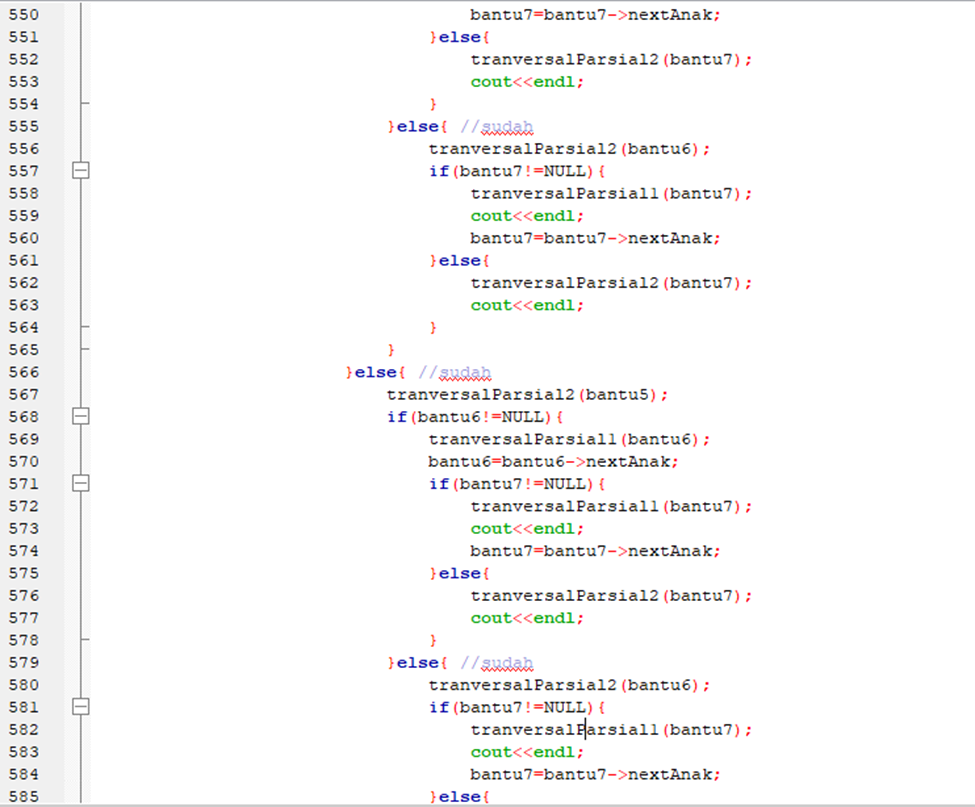 550 bantu7=bantu7->nextAnak;
551 }else{
552 tranversalParsial2(bantu7);
553 cout<<endl;
554 }
555 }else{ //sudah
556 tranversalParsial2(bantu6);
557 if(bantu7!=NULL){
558 tranversalParsial1(bantu7);
559 cout<<endl;
560 bantu7=bantu7->nextAnak;
561 }else{
562 tranversalParsial2(bantu7);
563 cout<<endl;
564 }
565 }
566 }else{ //sudah
567 tranversalParsial2(bantu5);
568 if(bantu6!=NULL){
569 tranversalParsial1(bantu6);
570 bantu6=bantu6->nextAnak;
571 if(bantu7!=NULL){
572 tranversalParsial1(bantu7);
573 cout<<endl;
574 bantu7=bantu7->nextAnak;
575 }else{
576 tranversalParsial2(bantu7);
577 cout<<endl;
578 }
579 }else{ //sudah
580 tranversalParsial2(bantu6);
581 if(bantu7!=NULL){
582 tranversalParsial1(bantu7);
583 cout<<endl;
584 bantu7=bantu7->nextAnak;
585 }else{